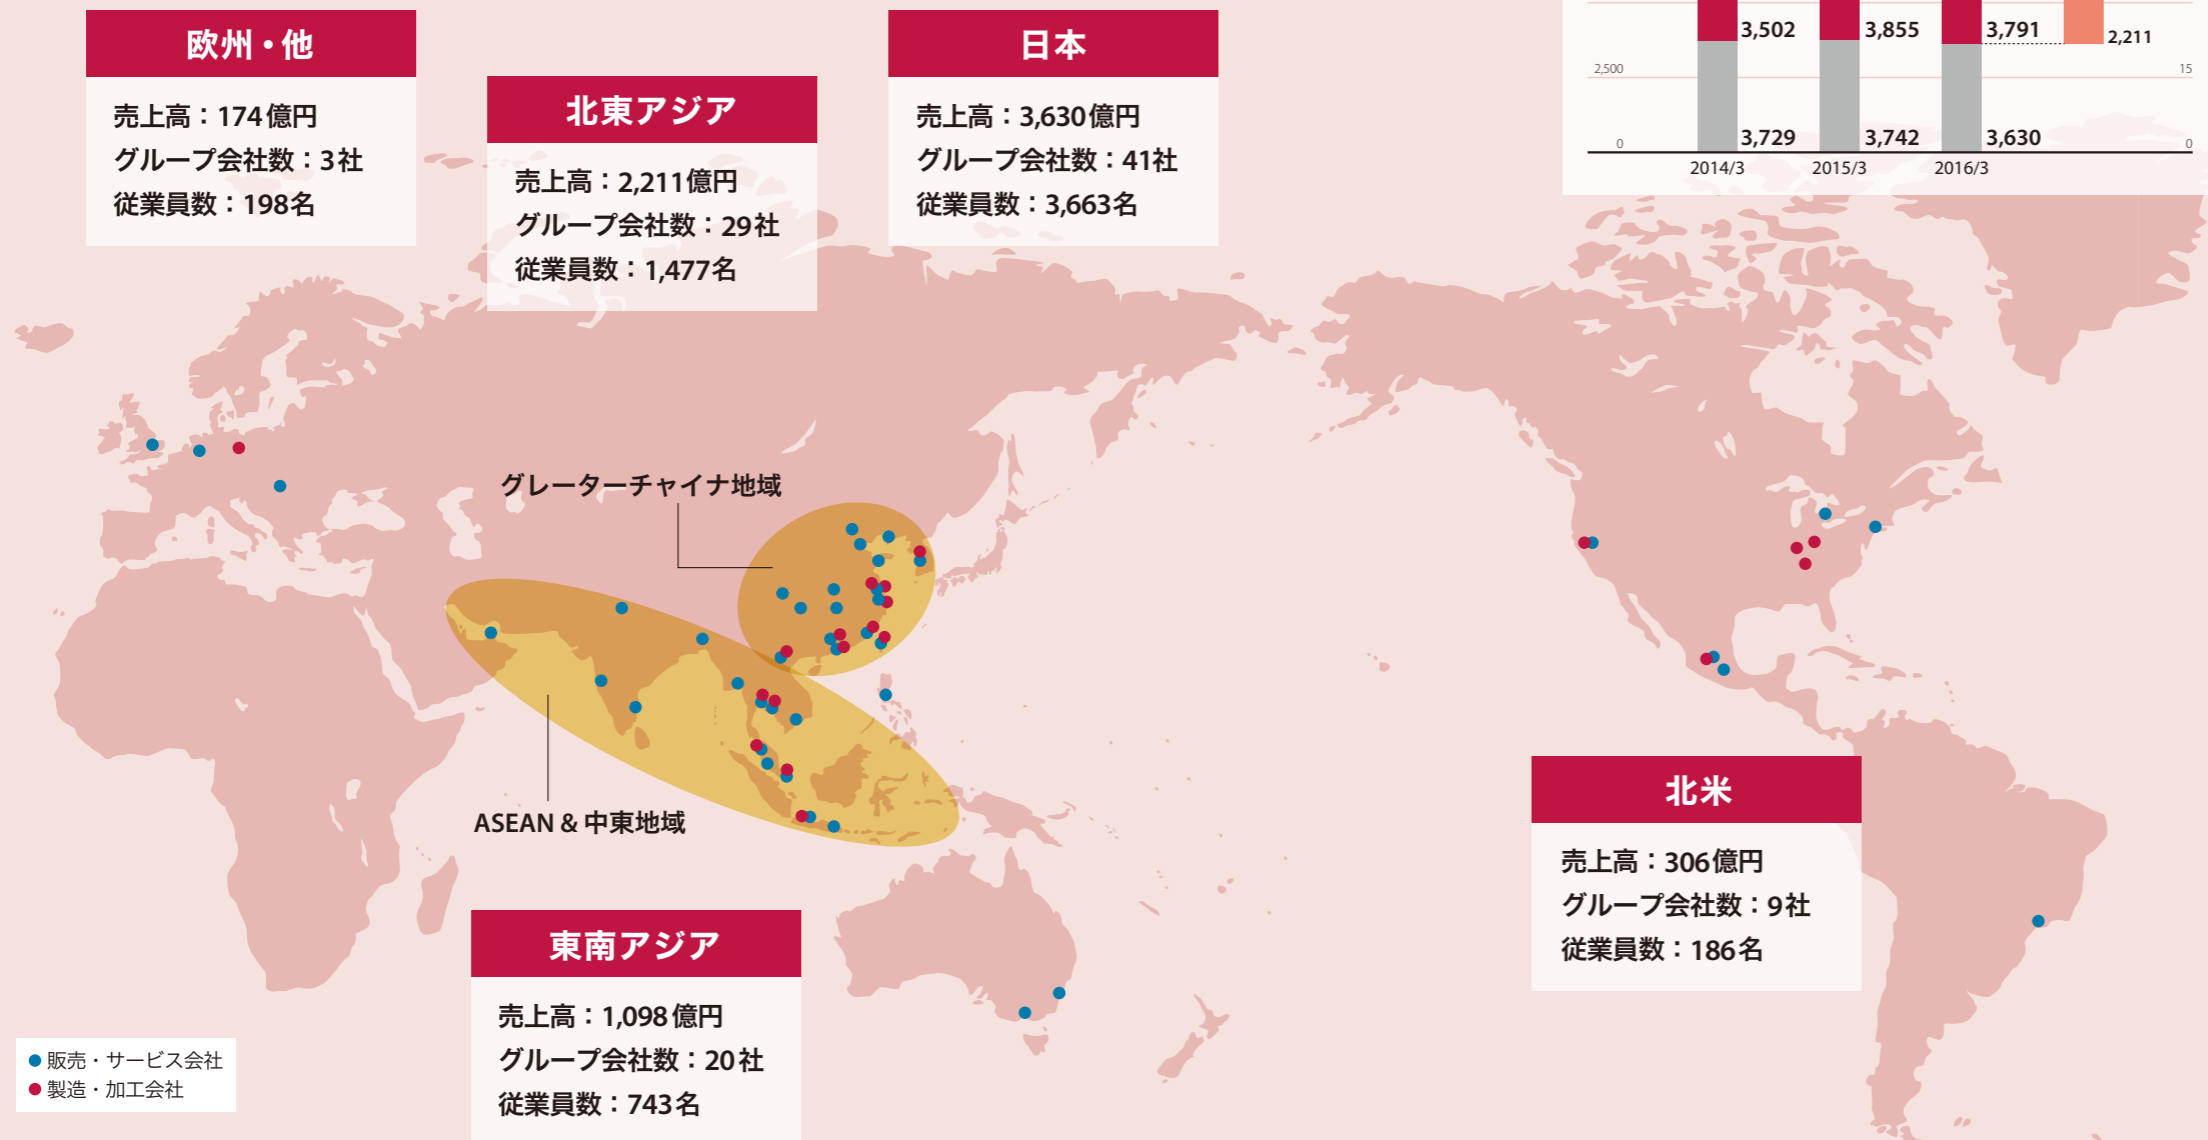 欧州・他
売上高：174億円
グループ会社数：3社
従業員数：198名
北東アジア
売上高：2,211億円
グループ会社数：29社
従業員数：1,477名
日本
売上高：3,630億円
グループ会社数：41社
従業員数：3,663名
3,502 3,855 3,791 2,211
2,500 15
0 3,729 3,742 3,630 0
2014/3 2015/3 2016/3
グレーターチャイナ地域
ASEAN & 中東地域
北米
売上高：306億円
グループ会社数：9社
従業員数：186名
東南アジア
売上高：1,098億円
グループ会社数：20社
従業員数：743名
販売・サービス会社
製造・加工会社